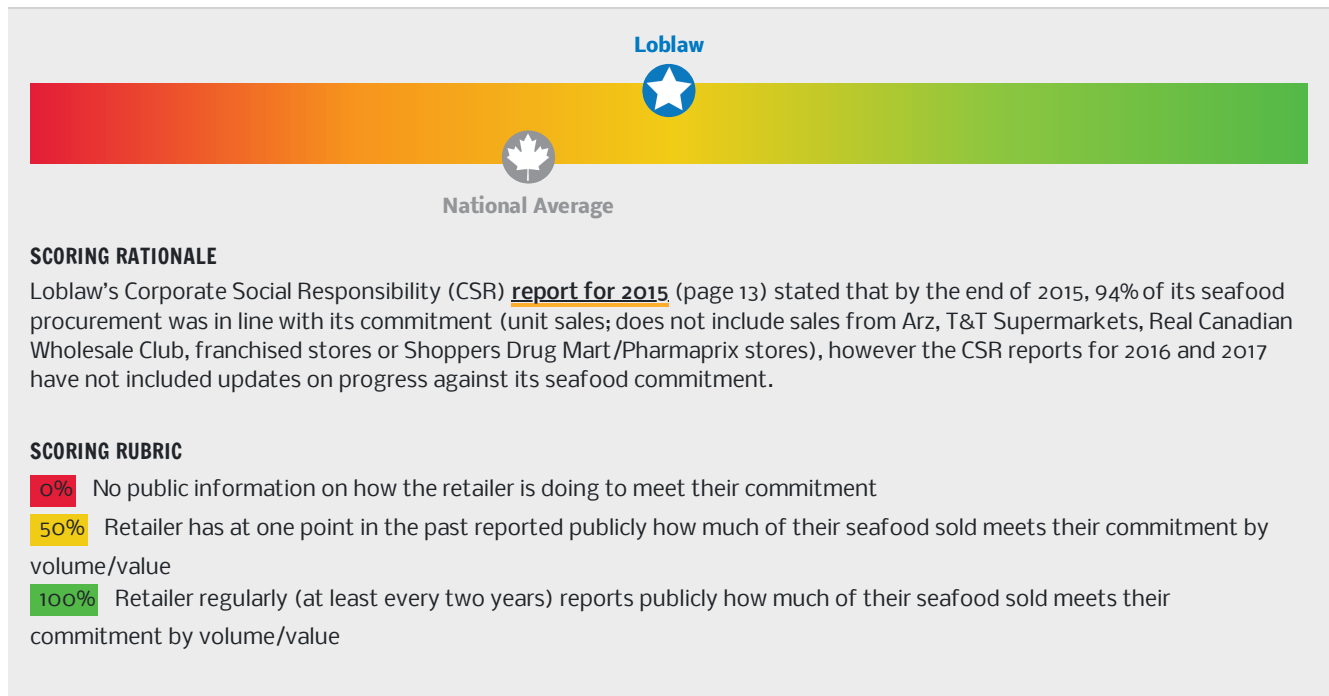 Loblaw
National Average
SCORING RATIONALE
Loblaw's Corporate Social Responsibility (CSR) report for 2015 (page 13) stated that by the end of 2015, 94% of its seafood
procurement was in line with its commitment (unit sales; does not include sales from Arz, T&T Supermarkets, Real Canadian
Wholesale Club, franchised stores or Shoppers Drug Mart/Pharmaprix stores), however the CSR reports for 2016 and 2017
have not included updates on progress against its seafood commitment.
SCORING RUBRIC
0% No public information on how the retailer is doing to meet their commitment
50% Retailer has at one point in the past reported publicly how much of their seafood sold meets their commitment by
volume/value
100% Retailer regularly (at least every two years) reports publicly how much of their seafood sold meets their
commitment by volume/value